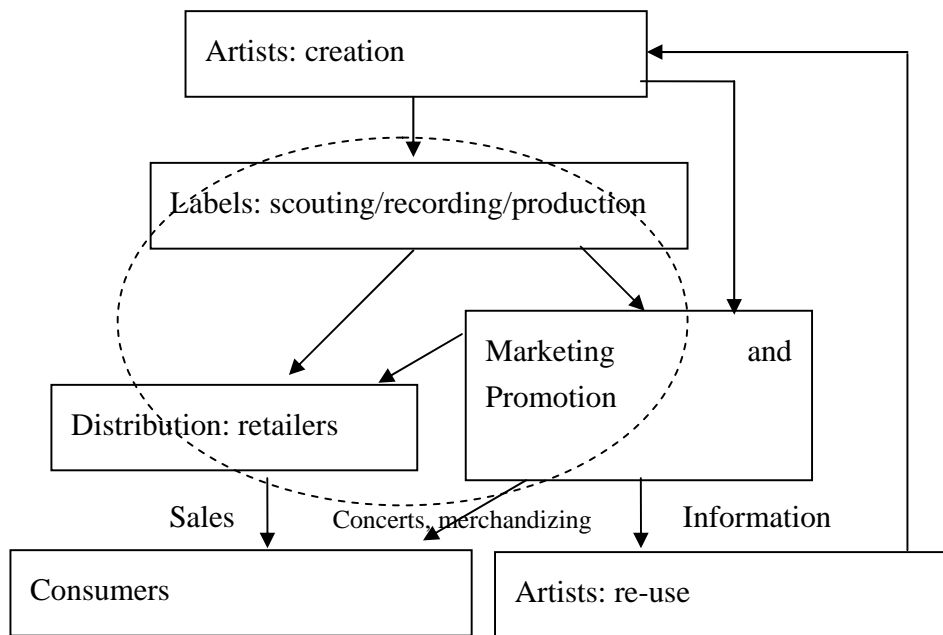 Artists: creation
Labels: scouting/recording/production
Marketing and
Promotion
Distribution: retailers
Sales
Concerts, merchandizing
Information
Consumers
Artists: re-use